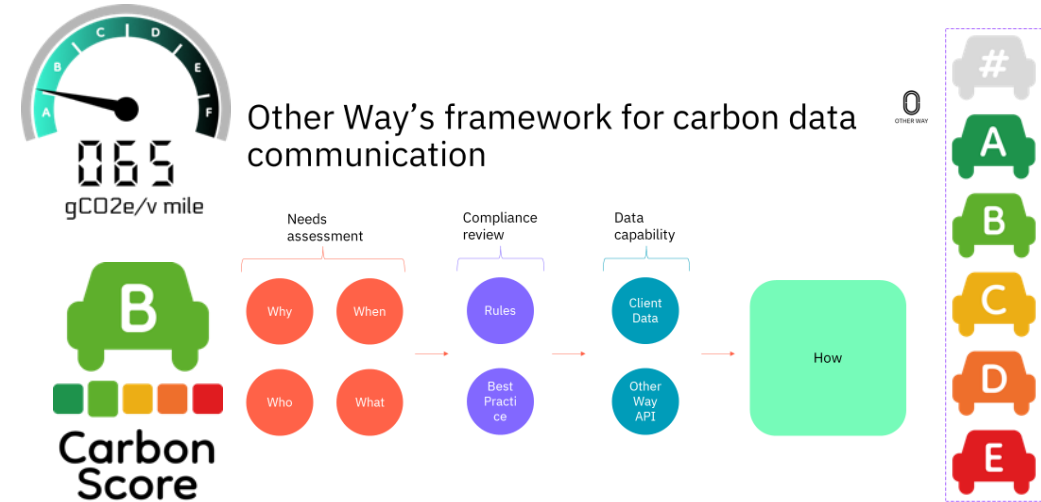 A
B
C
D
E
F
065
gCO2e/v mile
B
Carbon
Score
Other Way’s framework for carbon data
communication
OTHER WAY
Needs
assessment
Why
When
Who
What
Compliance
review
Rules
Best
Practi
ce
Data
capability
Client
Data
Other
Way
API
How
#
A
B
C
D
E